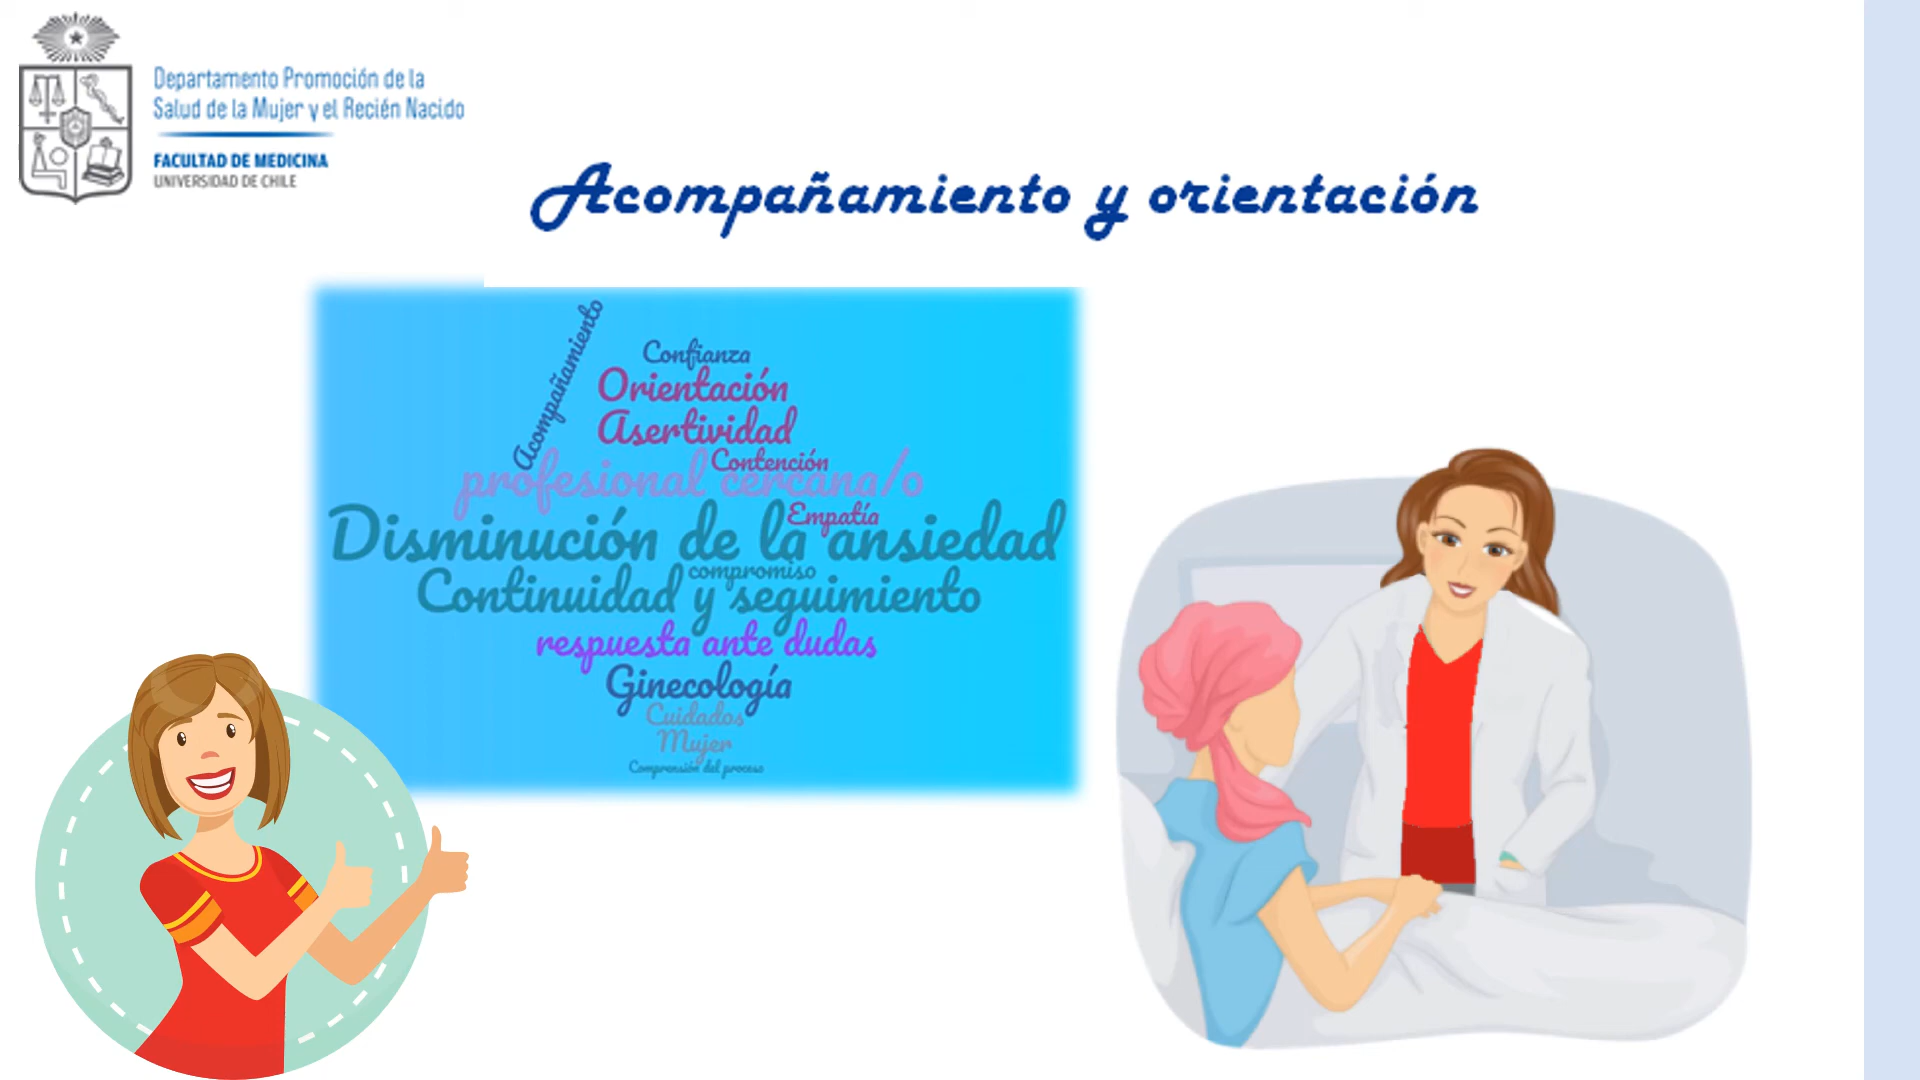 Departamento Promoción de la
Salud de la Mujer y el Recién Nacido
FACULTAD DE MEDICINA
UNIVERSIDAD DE CHILE
Acompañamiento y orientación
Acompañamiento
Confianza
Orientación
Asertividad
Contención
profesional cercana/o
Empatía
Disminución de la ansiedad
compromiso
Continuidad y seguimiento
respuesta ante dudas
Ginecología
Cuidados
Mujer
Comprensión del proceso